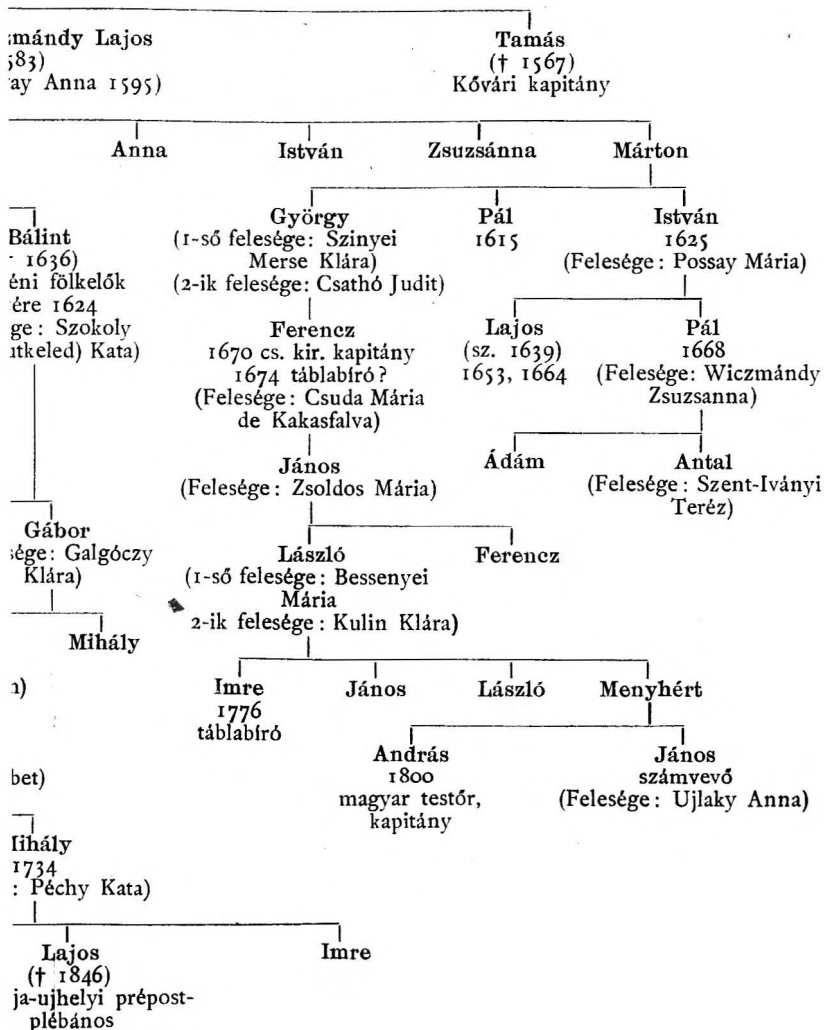 mándy Lajos
583)
ay Anna 1595)
Tamás
(† 1567)
Kővári kapitány
Anna
István
Zsuzsánna
Márton
Bálint
1636)
éni fölkelők
ére 1624
ge: Szokoly
utkeled) Kata)
György
(1-ső felesége: Szinyei
Merse Klára)
(2-ik felesége: Csathó Judit)
Pál
1615
István
1625
(Felesége: Possay Mária)
Ferencz
1670 cs. kir. kapitány
1674 táblabíró?
(Felesége: Csuda Mária
de Kakasfalva)
Lajos
(sz. 1639)
1653, 1664
Pál
1668
(Felesége: Wiczmándy
Zsuzsanna)
János
(Felesége: Zsoldos Mária)
Ádám
Antal
(Felesége: Szent-Iványi
Teréz)
Gábor
sége: Galgóczy
Klára)
László
(1-ső felesége: Bessenyei
Mária
2-ik felesége: Kulin Klára)
Ferencz
Mihály
Imre
1776
táblabíró
János
László
Menyhért
András
1800
magyar testőr,
kapitány
János
számvevő
(Felesége: Ujlaky Anna)
bet)
Iihály
1734
: Péchy Kata)
Lajos
(† 1846)
ja-ujhelyi prépost-
plébános
Imre